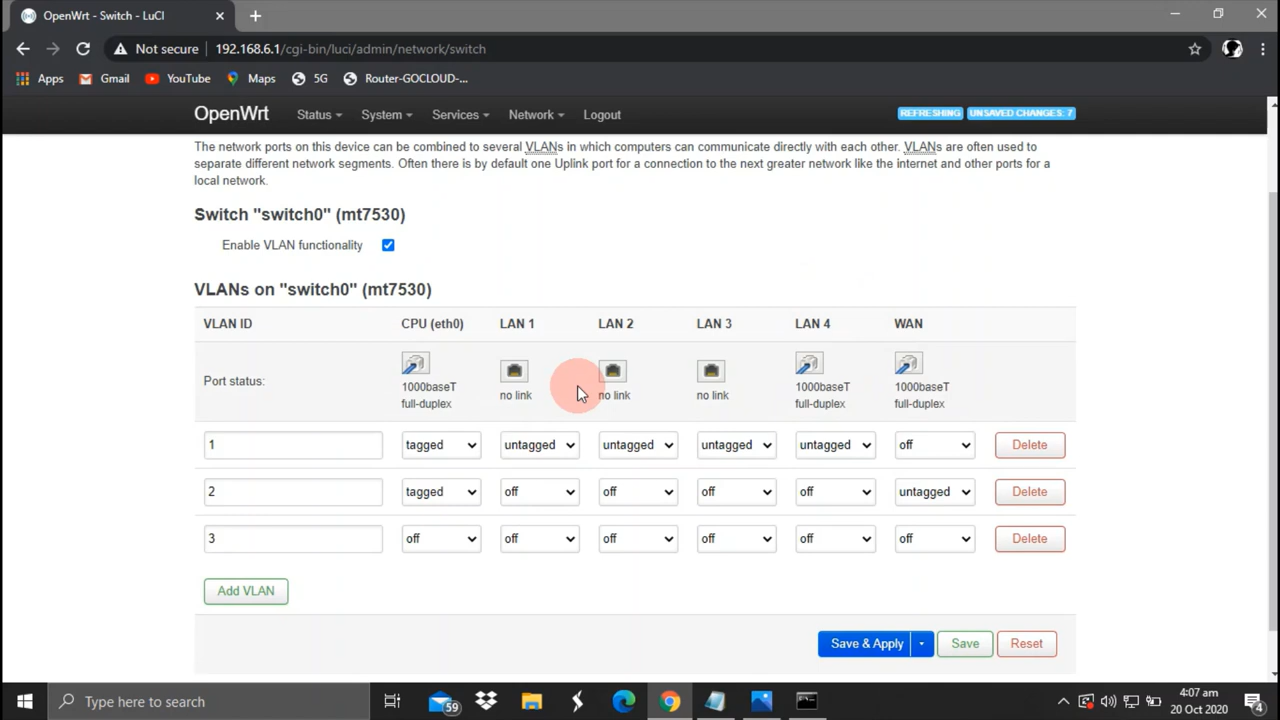 OpenWrt - Switch - LuCI
Not secure
192.168.6.1/cgi-bin/luci/admin/network/switch
Apps Gmail YouTube Maps 5G Router-GOCLOUD-...
OpenWrt Status System Services Network Logout REFRESHING UNSAVED CHANGES: 7
The network ports on this device can be combined to several VLANs in which computers can communicate directly with each other. VLANs are often used to
separate different network segments. Often there is by default one Uplink port for a connection to the next greater network like the internet and other ports for a
local network.
Switch "switch0" (mt7530)
Enable VLAN functionality
VLANs on "switch0" (mt7530)
VLAN ID CPU (eth0) LAN 1 LAN 2 LAN 3 LAN 4 WAN
Port status: 1000baseT full-duplex no link no link no link 1000baseT full-duplex 1000baseT full-duplex
1 tagged untagged untagged untagged untagged off Delete
2 tagged off off off off untagged Delete
3 off off off off off off Delete
Add VLAN
Save & Apply Save Reset
Type here to search
59
4:07 am
20 Oct 2020
4